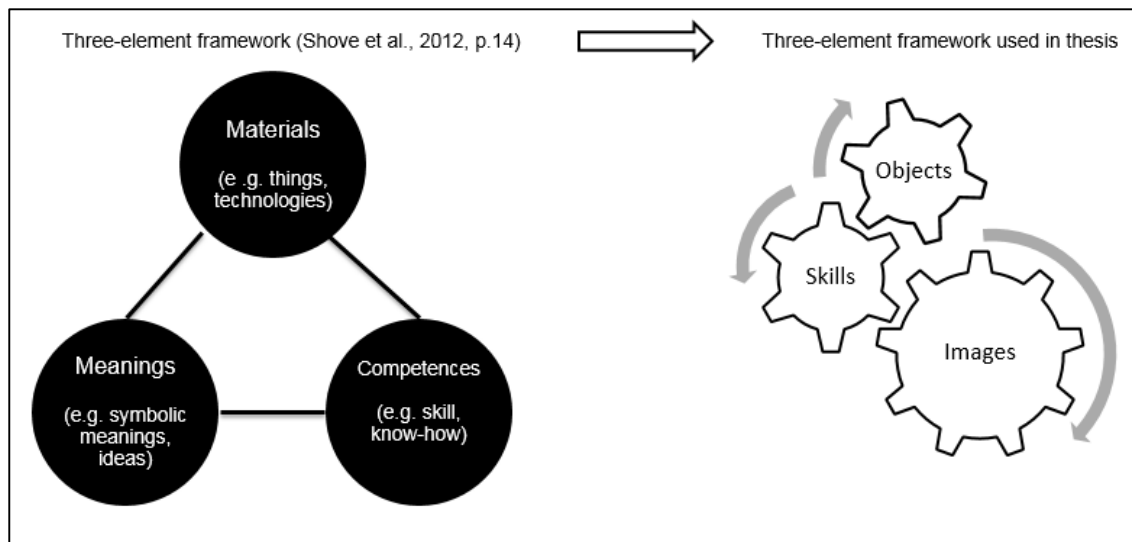 Three-element framework (Shove et al., 2012, p.14)
Three-element framework used in thesis
Materials
(e .g. things,
technologies)
Meanings
(e.g. symbolic
meanings,
ideas)
Competences
(e.g. skill,
know-how)
Objects
Skills
Images